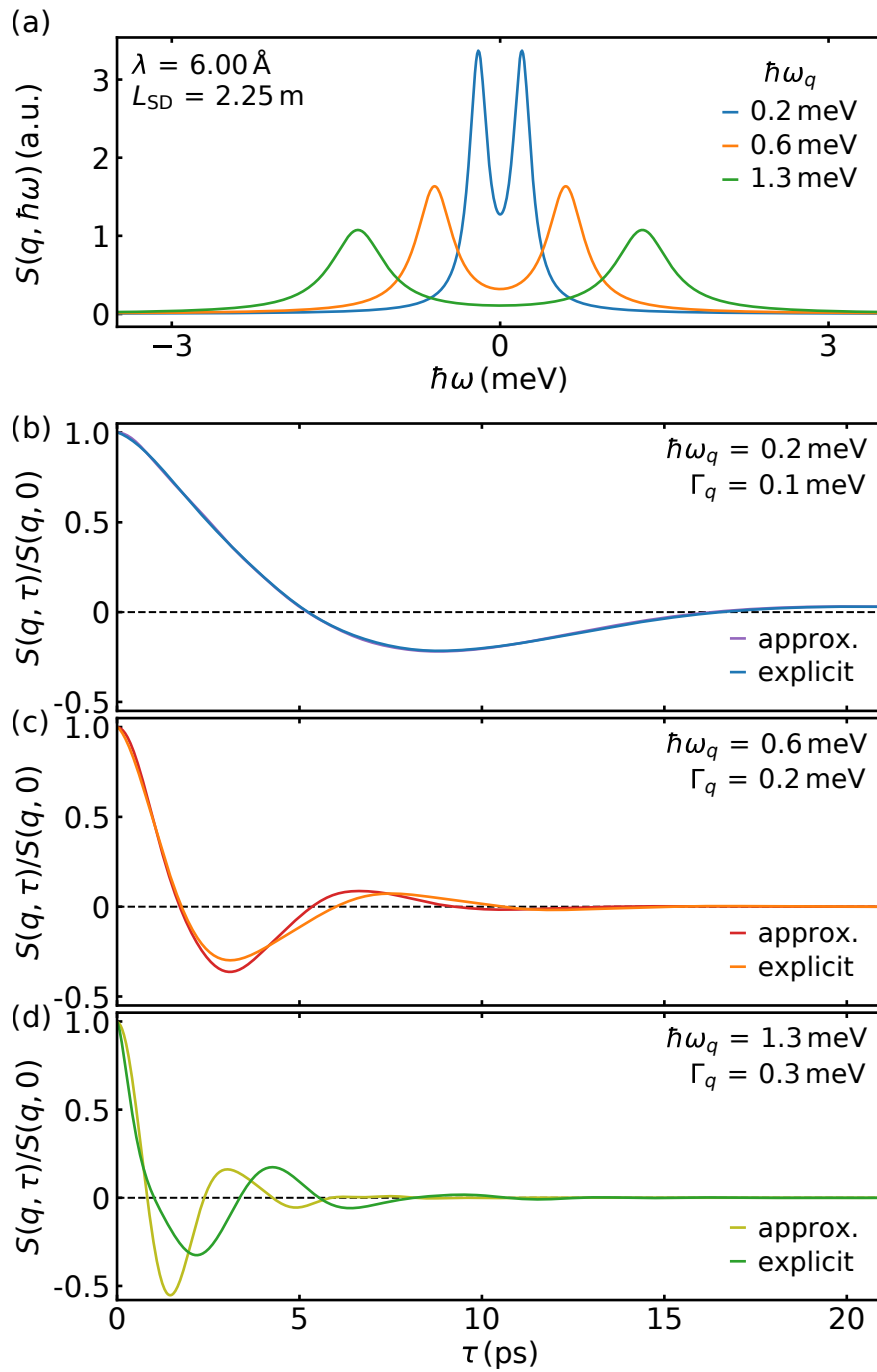 (a)
λ = 6.00 Å
L_SD = 2.25 m
ħω_q
0.2 meV
0.6 meV
1.3 meV
S(q, ħω) (a.u.)
3
2
1
0
−3
0
3
ħω (meV)
(b)
S(q, τ)/S(q, 0)
1.0
0.5
0
-0.5
ħω_q = 0.2 meV
Γ_q = 0.1 meV
approx.
explicit
(c)
S(q, τ)/S(q, 0)
1.0
0.5
0
-0.5
ħω_q = 0.6 meV
Γ_q = 0.2 meV
approx.
explicit
(d)
S(q, τ)/S(q, 0)
1.0
0.5
0
-0.5
ħω_q = 1.3 meV
Γ_q = 0.3 meV
approx.
explicit
0
5
10
15
20
τ (ps)